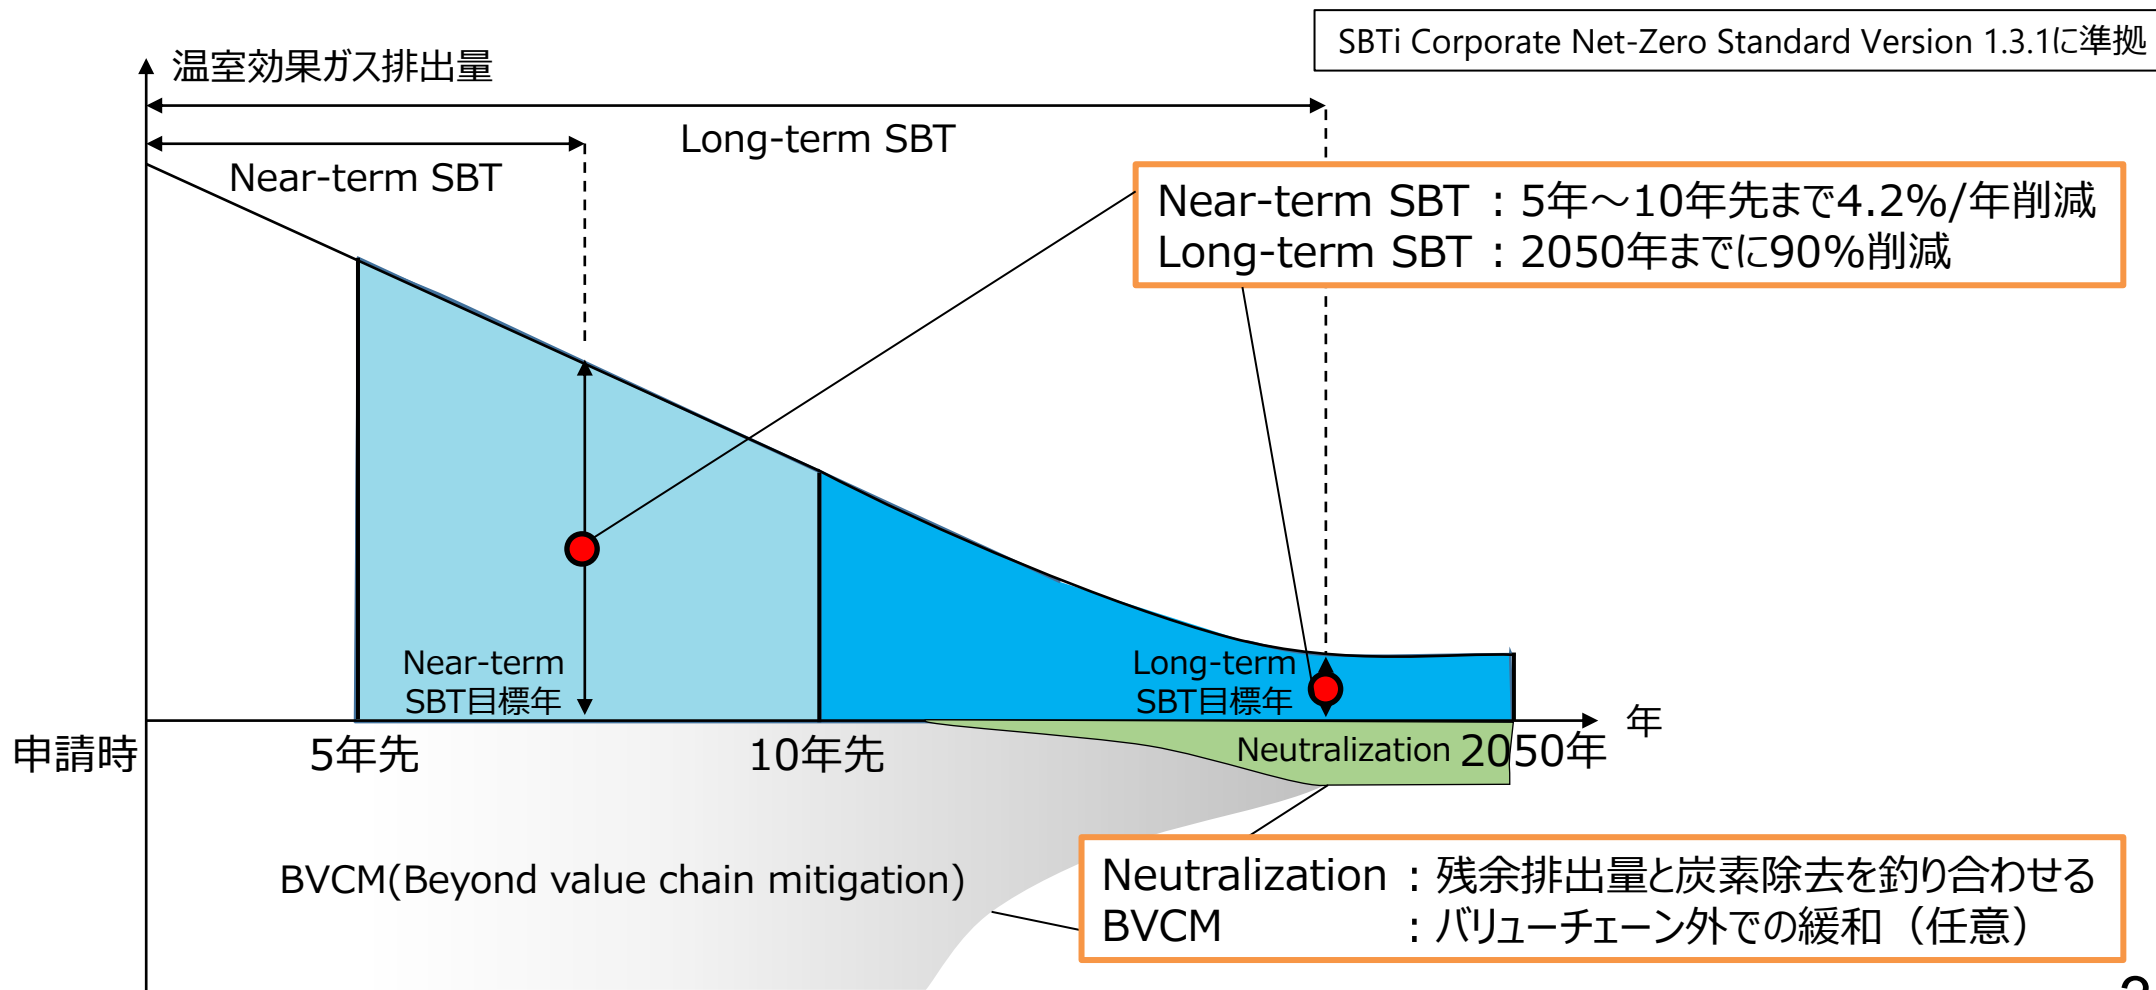 SBTi Corporate Net-Zero Standard Version 1.3.1に準拠
温室効果ガス排出量
Long-term SBT
Near-term SBT
Near-term SBT：5年～10年先まで4.2%/年削減
Long-term SBT：2050年までに90%削減
Near-term
SBT目標年
Long-term
SBT目標年
年
申請時
5年先
10年先
Neutralization
2050年
BVCM(Beyond value chain mitigation)
Neutralization：残余排出量と炭素除去を釣り合わせる
BVCM：バリューチェーン外での緩和（任意）